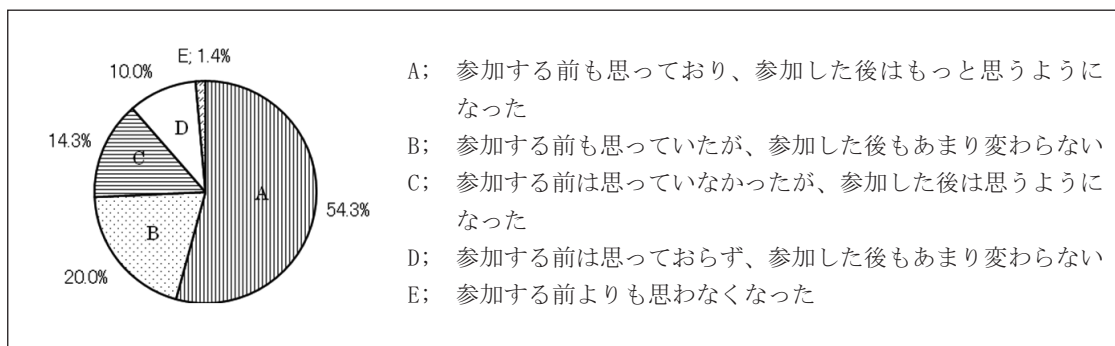 E; 1.4%
10.0%
D
14.3%
C
A
54.3%
B
20.0%
A; 参加する前も思っており、参加した後はもっと思うように
なった
B; 参加する前も思っていたが、参加した後もあまり変わらない
C; 参加する前は思っていなかったが、参加した後は思うように
なった
D; 参加する前は思っておらず、参加した後もあまり変わらない
E; 参加する前よりも思わなくなった